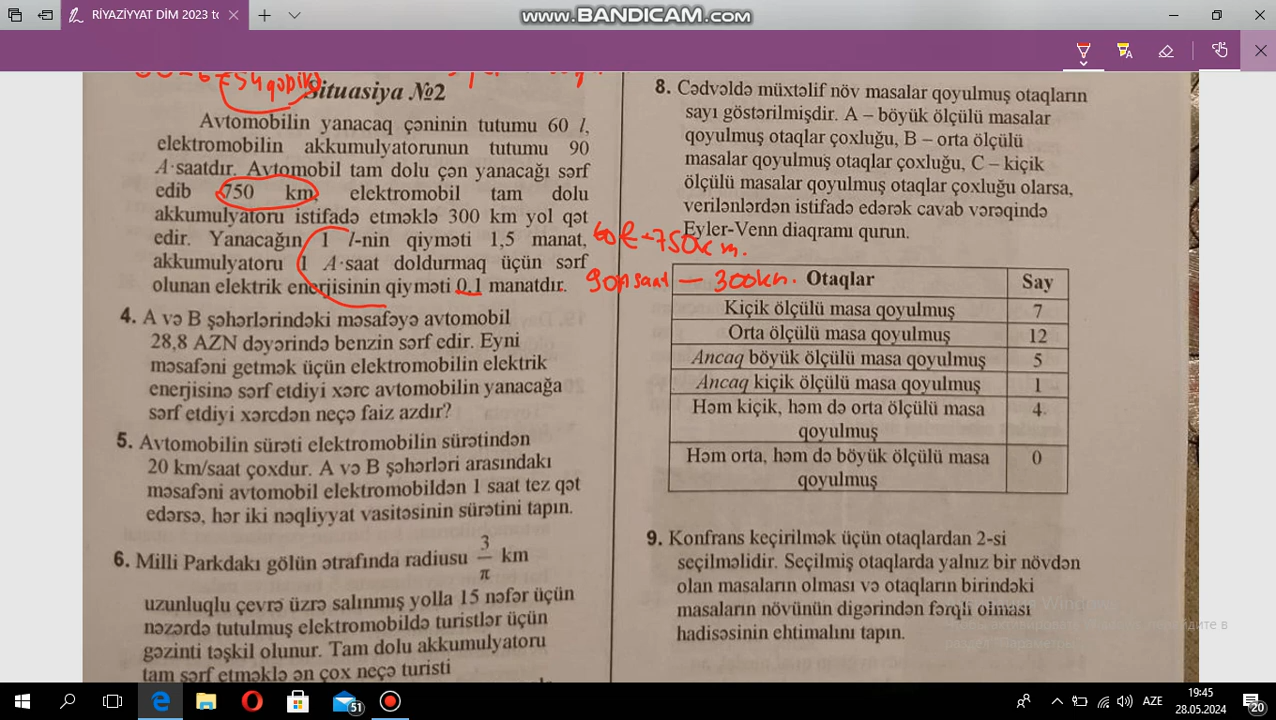 RİYAZİYYAT DİM 2023 tc
www.BANDICAM.com
Situasiya №2
Avtomobilin yanacaq çəninin tutumu 60 l,
elektromobilin akkumulyatorunun tutumu 90
A·saatdır. Avtomobil tam dolu çən yanacağı sərf
edib 750 km, elektromobil tam dolu
akkumulyatoru istifadə etməklə 300 km yol qət
edir. Yanacağın 1 l-nin qiyməti 1,5 manat,
akkumulyatoru 1 A·saat doldurmaq üçün sərf
olunan elektrik enerjisinin qiyməti 0,1 manatdır.
60 l - 750 km.
90A saat — 300km.
4. A və B şəhərlərindəki məsafəyə avtomobil
28,8 AZN dəyərində benzin sərf edir. Eyni
məsafəni getmək üçün elektromobilin elektrik
enerjisinə sərf etdiyi xərc avtomobilin yanacağa
sərf etdiyi xərcdən neçə faiz azdır?
5. Avtomobilin sürəti elektromobilin sürətindən
20 km/saat çoxdur. A və B şəhərləri arasındakı
məsafəni avtomobil elektromobildən 1 saat tez qət
edərsə, hər iki nəqliyyat vasitəsinin sürətini tapın.
6. Milli Parkdakı gölün ətrafında radiusu 3/π km
uzunluqlu çevrə üzrə salınmış yolla 15 nəfər üçün
nəzərdə tutulmuş elektromobildə turistlər üçün
gəzinti təşkil olunur. Tam dolu akkumulyatoru
tam sərf etməklə ən çox neçə turisti
8. Cədvəldə müxtəlif növ masalar qoyulmuş otaqların
sayı göstərilmişdir. A – böyük ölçülü masalar
qoyulmuş otaqlar çoxluğu, B – orta ölçülü
masalar qoyulmuş otaqlar çoxluğu, C – kiçik
ölçülü masalar qoyulmuş otaqlar çoxluğu olarsa,
verilənlərdən istifadə edərək cavab vərəqində
Eyler-Venn diaqramı qurun.
Otaqlar Say
Kiçik ölçülü masa qoyulmuş 7
Orta ölçülü masa qoyulmuş 12
Ancaq böyük ölçülü masa qoyulmuş 5
Ancaq kiçik ölçülü masa qoyulmuş 1
Həm kiçik, həm də orta ölçülü masa 4
qoyulmuş
Həm orta, həm də böyük ölçülü masa 0
qoyulmuş
9. Konfrans keçirilmək üçün otaqlardan 2-si
seçilməlidir. Seçilmiş otaqlarda yalnız bir növdən
olan masaların olması və otaqların birindəki
masaların növünün digərindən fərqli olması
hadisəsinin ehtimalını tapın.
51
AZE
19:45
28.05.2024
20